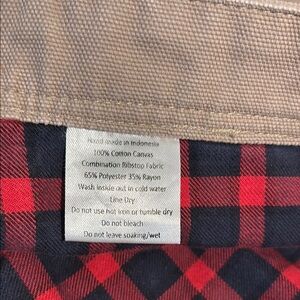 Hand made in Indonesia
100% Cotton Canvas
Combination Ribstop Fabric
65% Polyester 35% Rayon
Wash inside out in cold water
Line Dry
Do not use hot iron or tumble dry
Do not bleach
Do not leave soaking/wet